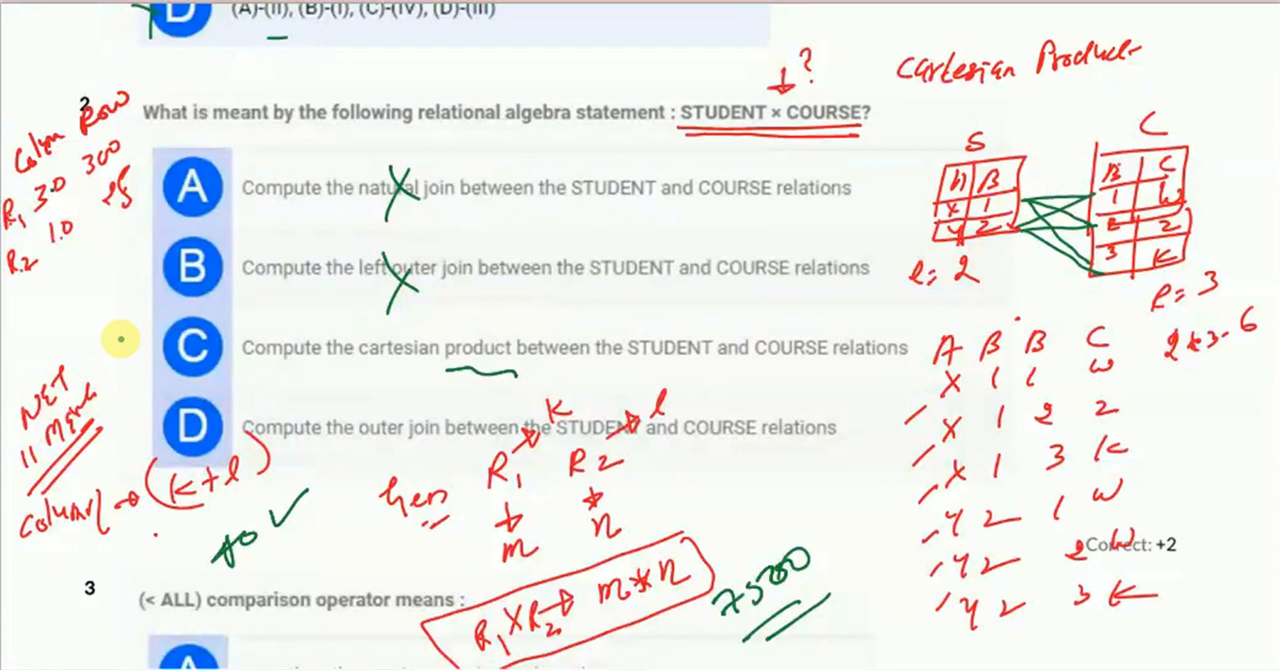 D (A)-(II), (B)-(I), (C)-(IV), (D)-(III)
?
Cartesian Product
2
What is meant by the following relational algebra statement : STUDENT × COURSE?
Row
300
R1 30
R2 10
A Compute the natural join between the STUDENT and COURSE relations
B Compute the left outer join between the STUDENT and COURSE relations
C Compute the cartesian product between the STUDENT and COURSE relations
D Compute the outer join between the STUDENT and COURSE relations
S
B
X 1
Y 2
C
B C
1 W
2 2
3 K
= 2
= 3
2*3=6
A B B C
X 1 1 W
X 1 2 2
X 1 3 K
Y 2 1 W
Y 2 2 W
Y 2 3 K
NET
11
→ (k+l)
40 ✓
k l
R1 R2
m n
R1 X R2 → m*n
7500
Correct: +2
3
(< ALL) comparison operator means :
A